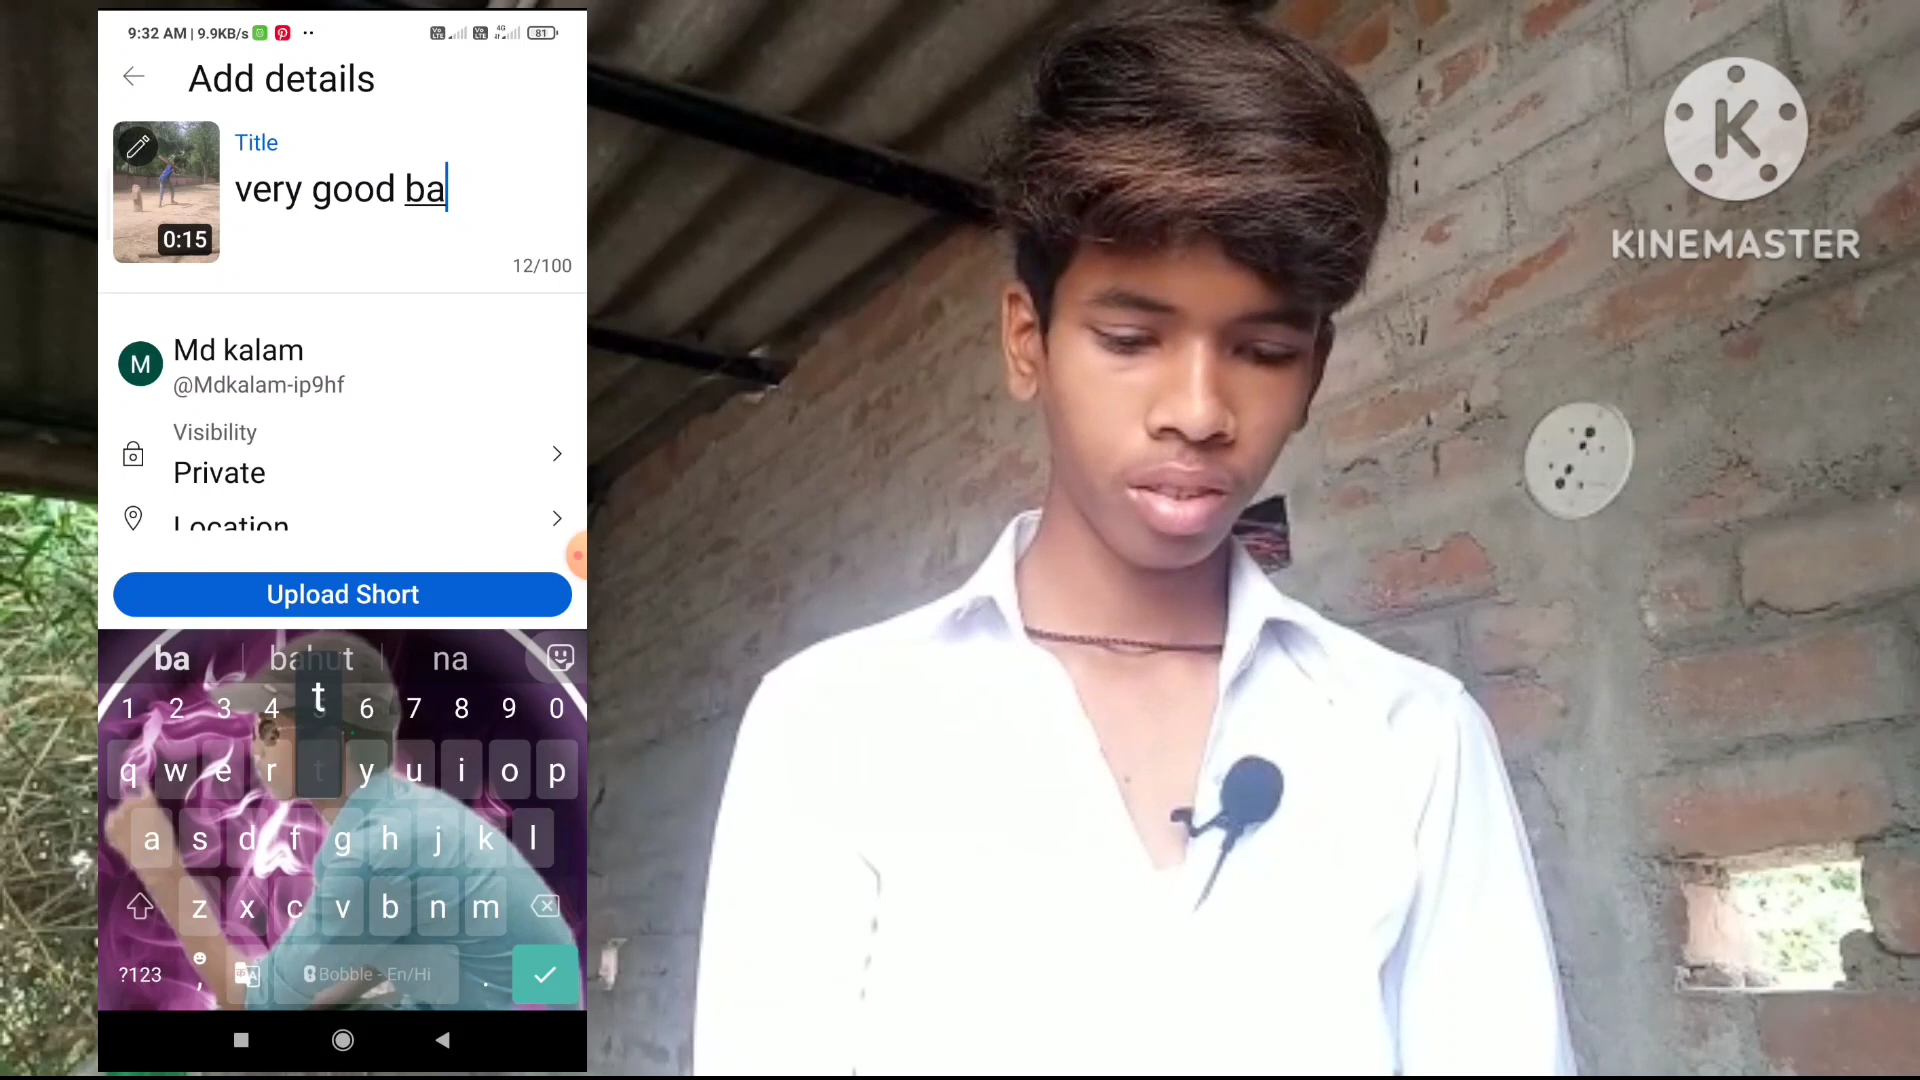 9:32 AM | 9.9KB/s
81
Add details
Title
very good ba
0:15
12/100
M
Md kalam
@Mdkalam-ip9hf
Visibility
Private
Location
Upload Short
ba bahut na
t
1 2 3 4 6 7 8 9 0
q w e r t y u i o p
a s d f g h j k l
z x c v b n m
?123 , Bobble - En/Hi .
K
KINEMASTER